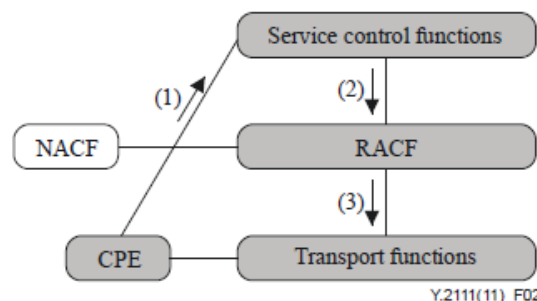 Service control functions
(1)
(2)
NACF
RACF
(3)
CPE
Transport functions
Y.2111(11)_F02